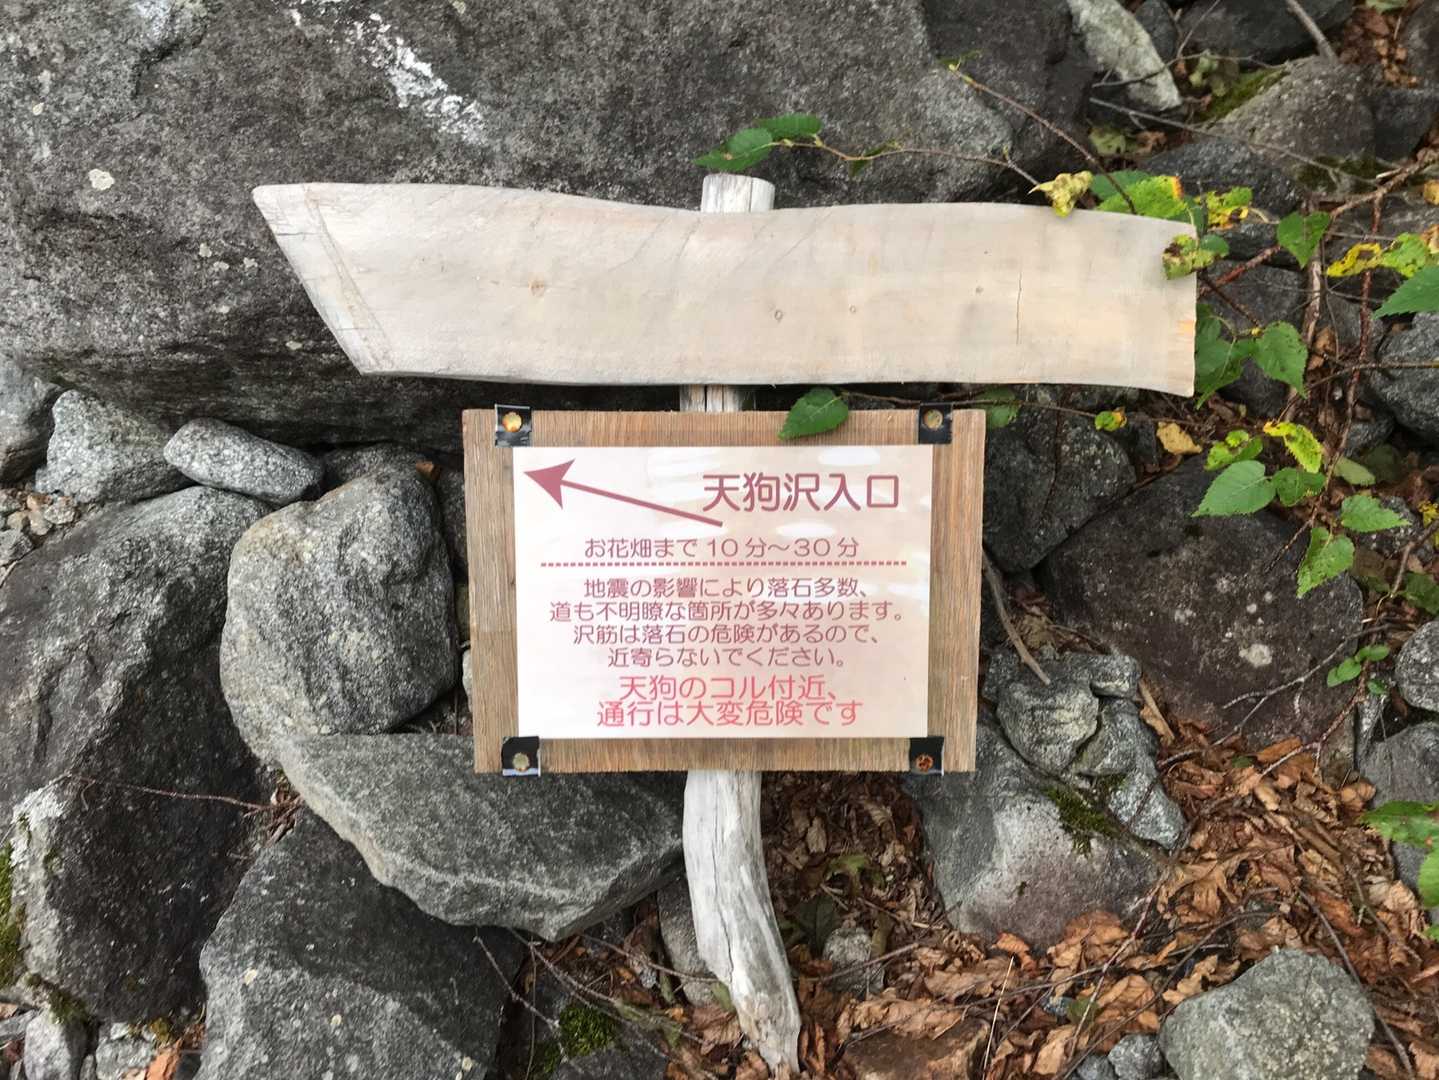 天狗沢入口
お花畑まで10分～30分
地震の影響により落石多数、
道も不明瞭な箇所が多々あります。
沢筋は落石の危険があるので、
近寄らないでください。
天狗のコル付近、
通行は大変危険です